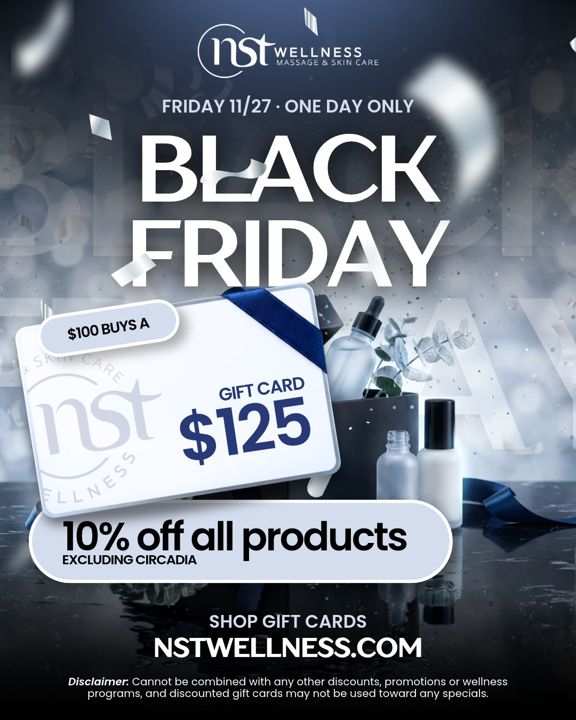 nst WELLNESS
MASSAGE & SKIN CARE
FRIDAY 11/27 · ONE DAY ONLY
BLACK
FRIDAY
$100 BUYS A
SKIN CARE
nst
WELLNESS
GIFT CARD
$125
10% off all products
EXCLUDING CIRCADIA
SHOP GIFT CARDS
NSTWELLNESS.COM
Disclaimer: Cannot be combined with any other discounts, promotions or wellness
programs, and discounted gift cards may not be used toward any specials.